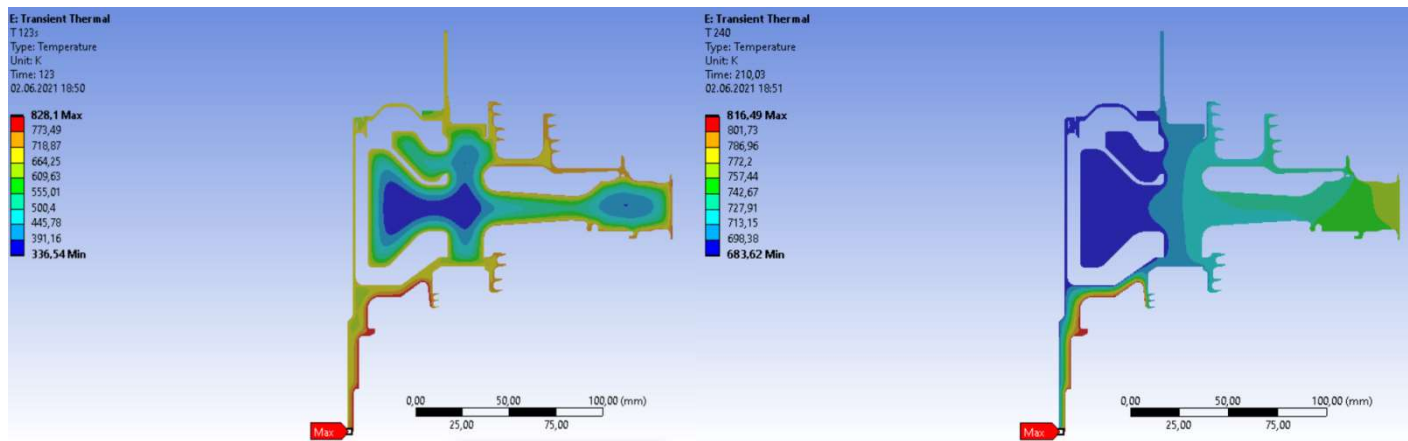 E: Transient Thermal
T 123s
Type: Temperature
Unit: K
Time: 123
02.06.2021 18:50
828,1 Max
773,49
718,87
664,25
609,63
555,01
500,4
445,78
391,16
336,54 Min
0,00 50,00 100,00 (mm)
25,00 75,00
Max
E: Transient Thermal
T 240
Type: Temperature
Unit: K
Time: 210,03
02.06.2021 18:51
816,49 Max
801,73
786,96
772,2
757,44
742,67
727,91
713,15
698,38
683,62 Min
0,00 50,00 100,00 (mm)
25,00 75,00
Max